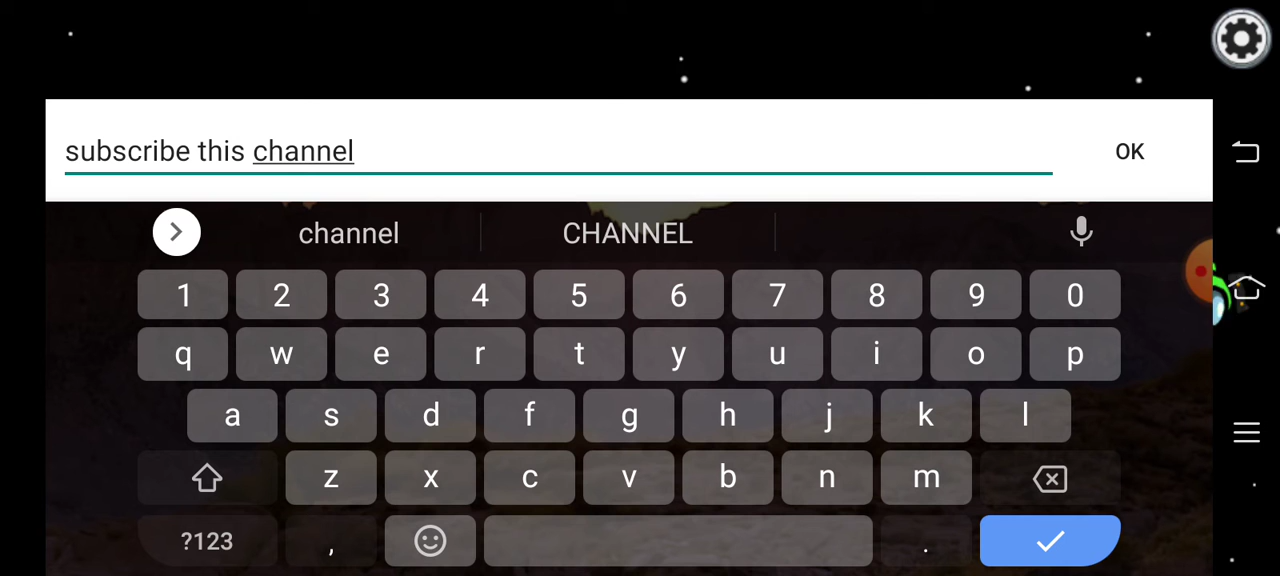 subscribe this channel
OK
channel CHANNEL
1 2 3 4 5 6 7 8 9 0
q w e r t y u i o p
a s d f g h j k l
z x c v b n m
?123 , .